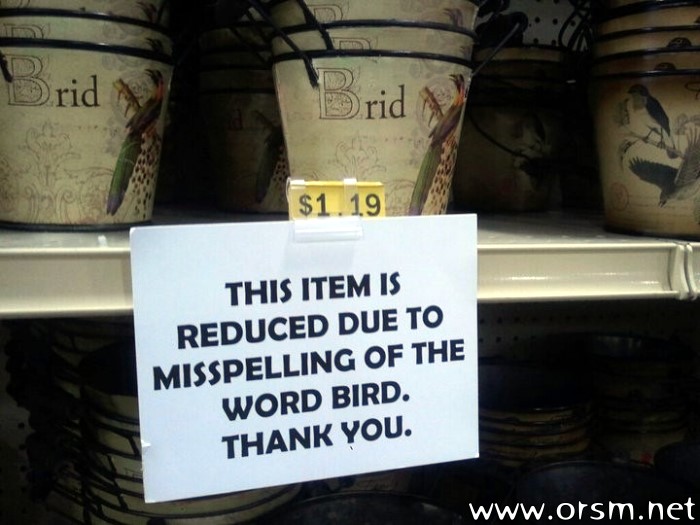 Brid
Brid
$1.19
THIS ITEM IS
REDUCED DUE TO
MISSPELLING OF THE
WORD BIRD.
THANK YOU.
www.orsm.net